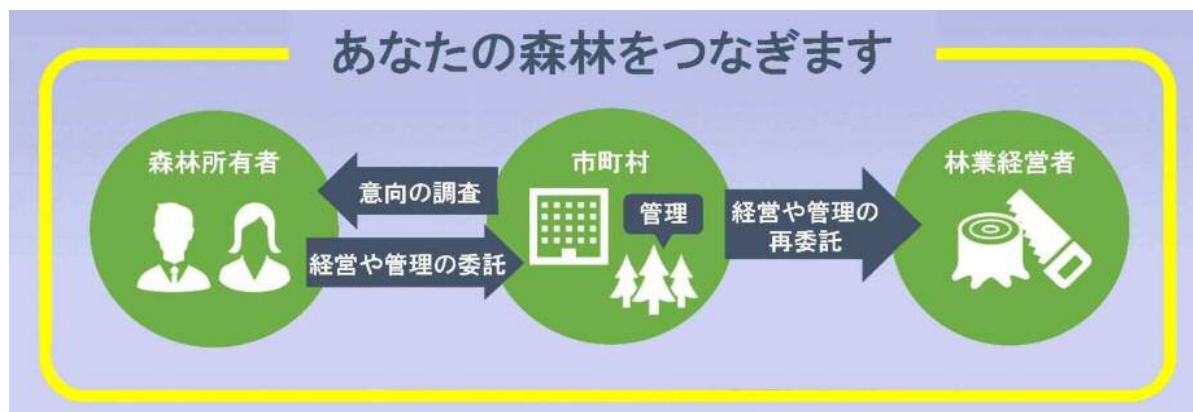 あなたの森林をつなぎます
森林所有者
意向の調査
経営や管理の委託
市町村
管理
経営や管理の
再委託
林業経営者